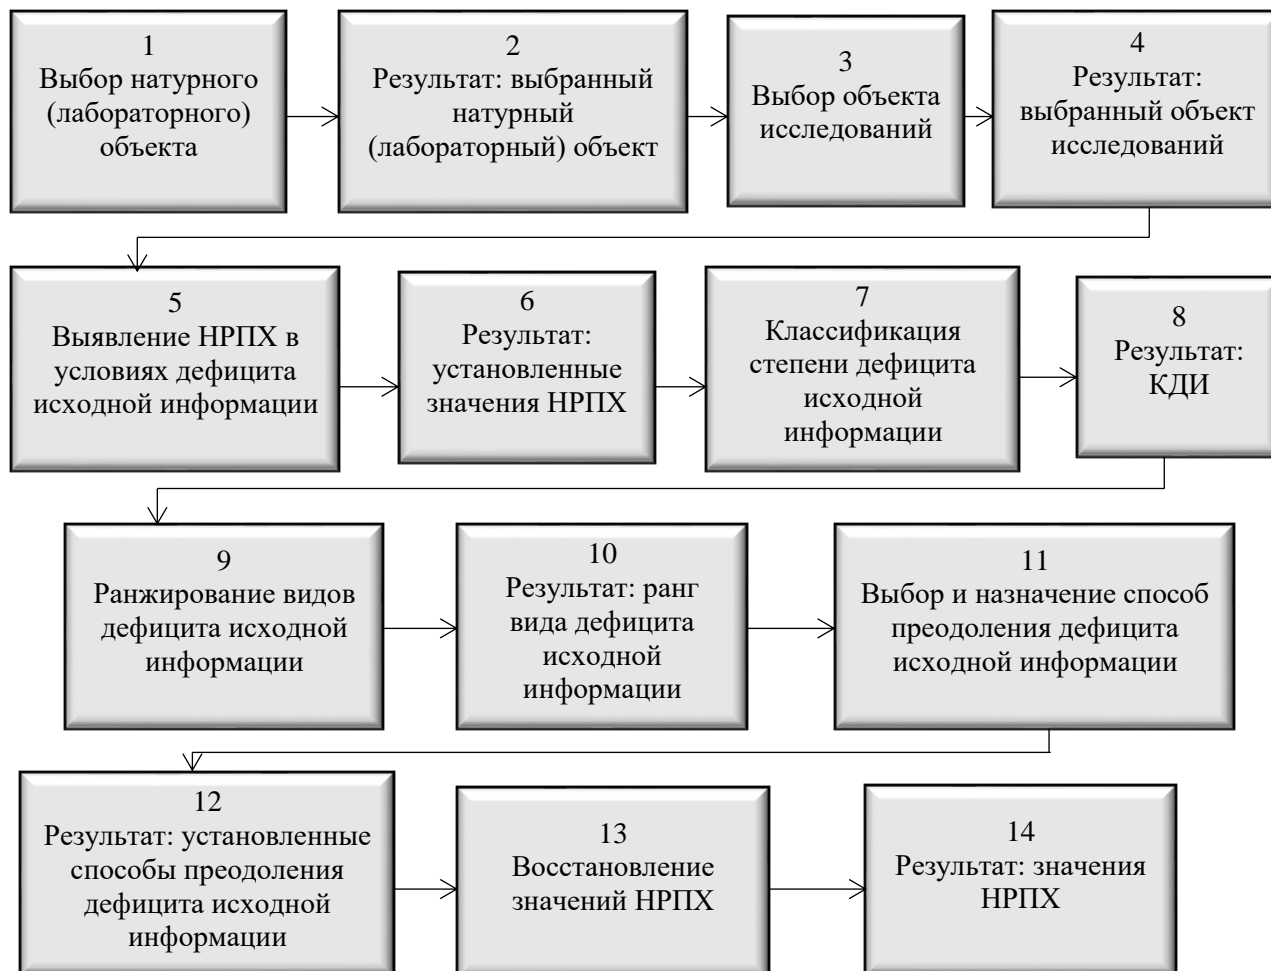 1
Выбор натурного
(лабораторного)
объекта
2
Результат: выбранный
натурный
(лабораторный) объект
3
Выбор объекта
исследований
4
Результат:
выбранный объект
исследований
5
Выявление НРПХ в
условиях дефицита
исходной информации
6
Результат:
установленные
значения НРПХ
7
Классификация
степени дефицита
исходной
информации
8
Результат:
КДИ
9
Ранжирование видов
дефицита исходной
информации
10
Результат: ранг
вида дефицита
исходной
информации
11
Выбор и назначение способ
преодоления дефицита
исходной информации
12
Результат: установленные
способы преодоления
дефицита исходной
информации
13
Восстановление
значений НРПХ
14
Результат: значения
НРПХ